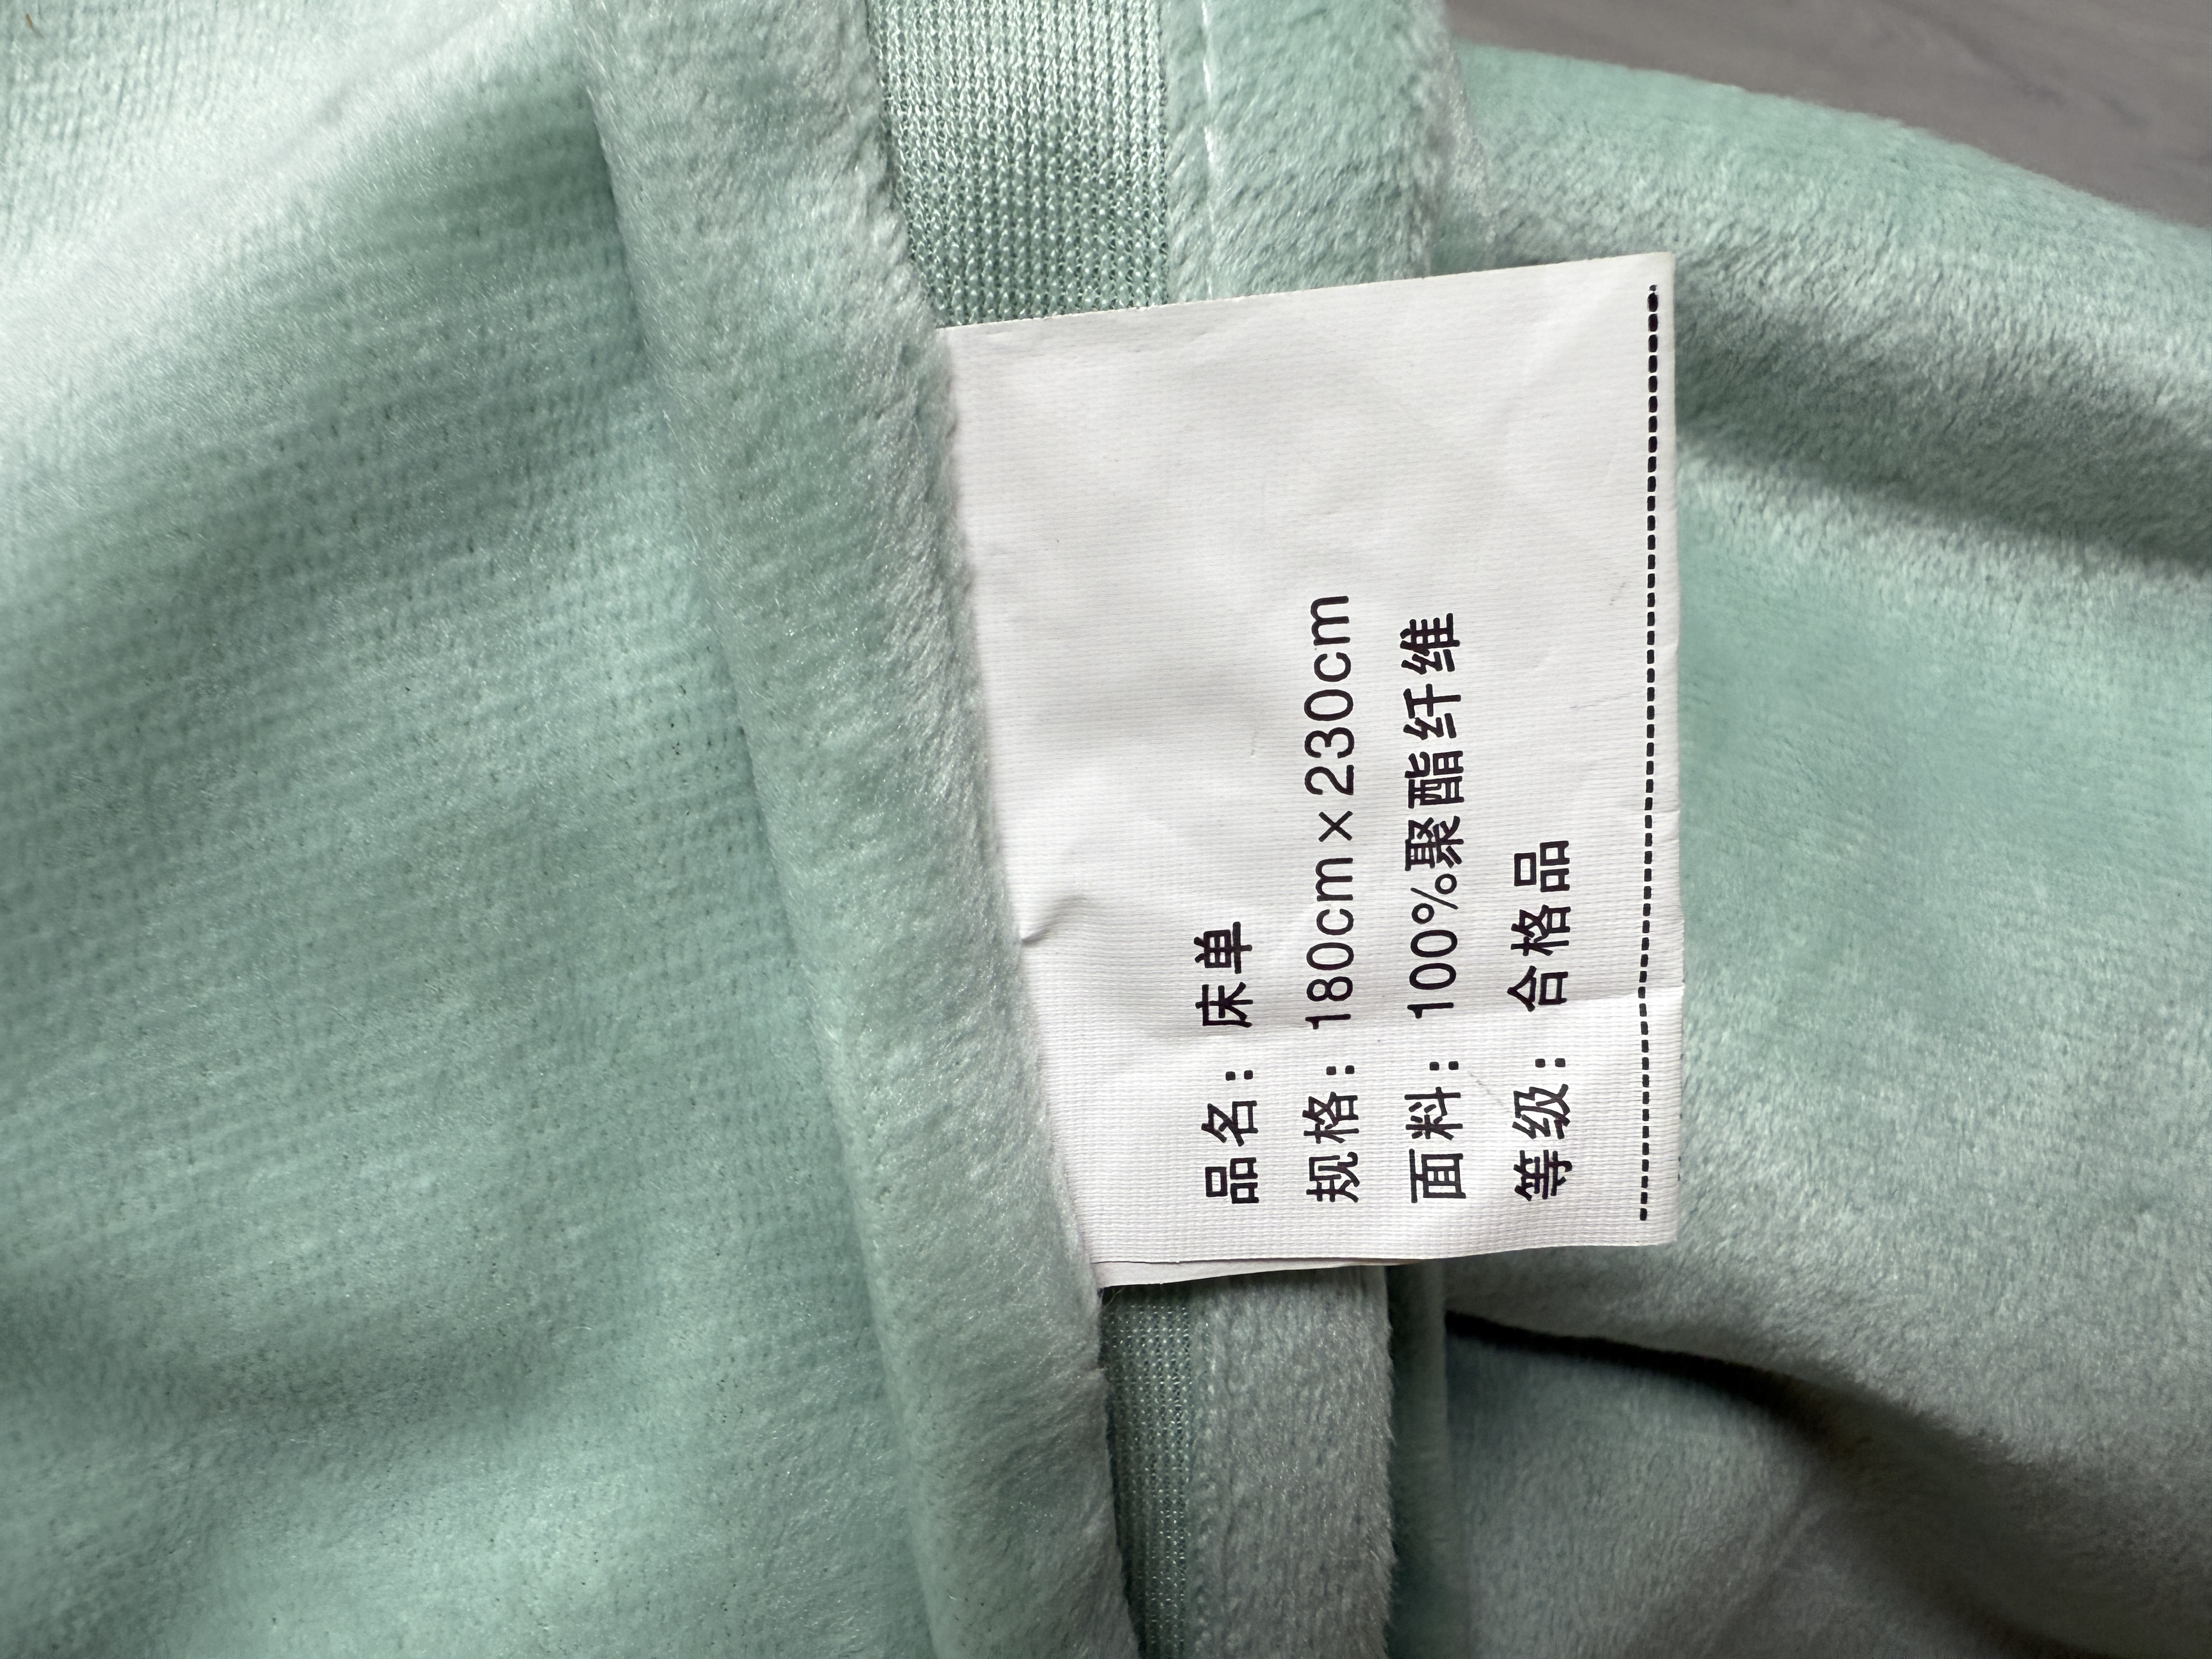 品名：床单
规格：180cm×230cm
面料：100%聚酯纤维
等级：合格品